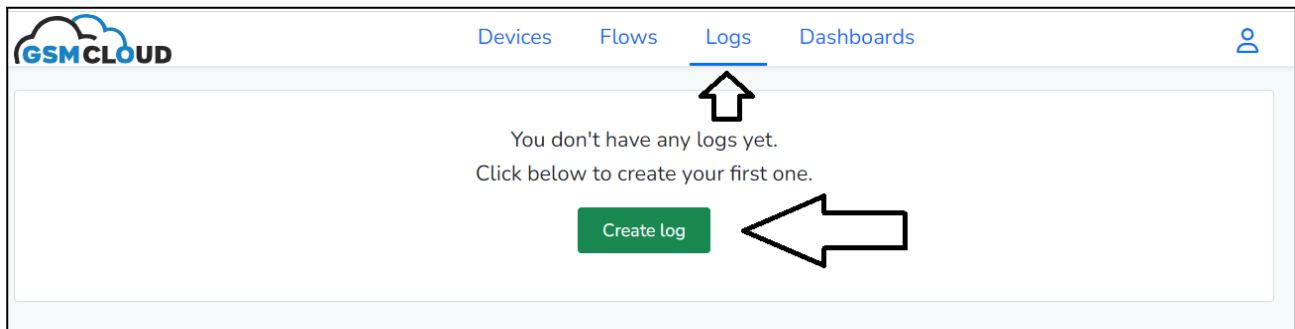 GSMCLOUD
Devices Flows Logs Dashboards
You don't have any logs yet.
Click below to create your first one.
Create log